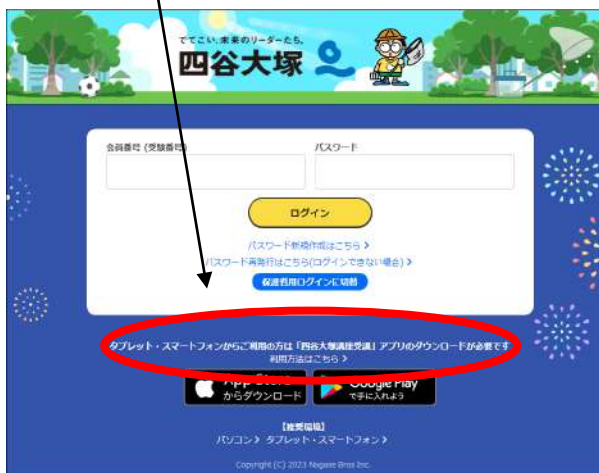 でてこい、未来のリーダーたち。
四谷大塚
会員番号 (受験番号)
パスワード
ログイン
パスワード新規作成はこちら >
パスワード再発行はこちら(ログインできない場合) >
保護者用ログインに切替
タブレット・スマートフォンからご利用の方は「四谷大塚講座受講」アプリのダウンロードが必要です
利用方法はこちら >
App Store
からダウンロード
Google Play
で手に入れよう
【推奨環境】
パソコン > タブレット・スマートフォン >
Copyright (C) 2023 Nagase Bros Inc.